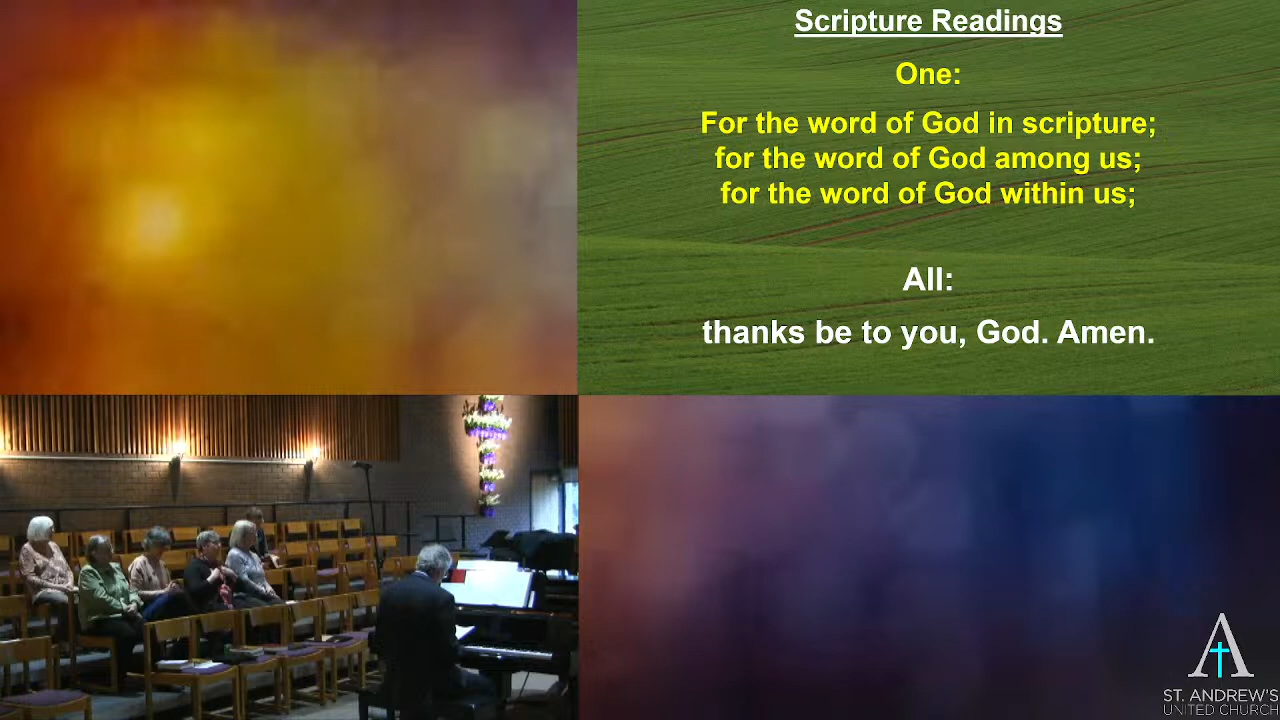 Scripture Readings
One:
For the word of God in scripture;
for the word of God among us;
for the word of God within us;
All:
thanks be to you, God. Amen.
ST. ANDREW'S
UNITED CHURCH